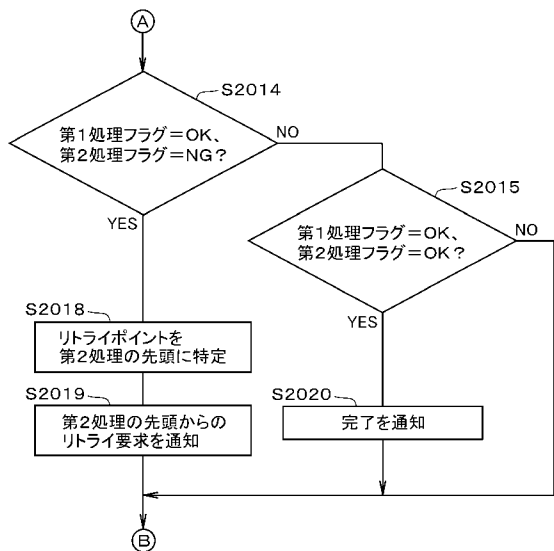 A
S2014
第1処理フラグ=OK、
第2処理フラグ=NG?
NO
YES
S2015
第1処理フラグ=OK、
第2処理フラグ=OK?
NO
YES
S2018
リトライポイントを
第2処理の先頭に特定
S2019
第2処理の先頭からの
リトライ要求を通知
S2020
完了を通知
B